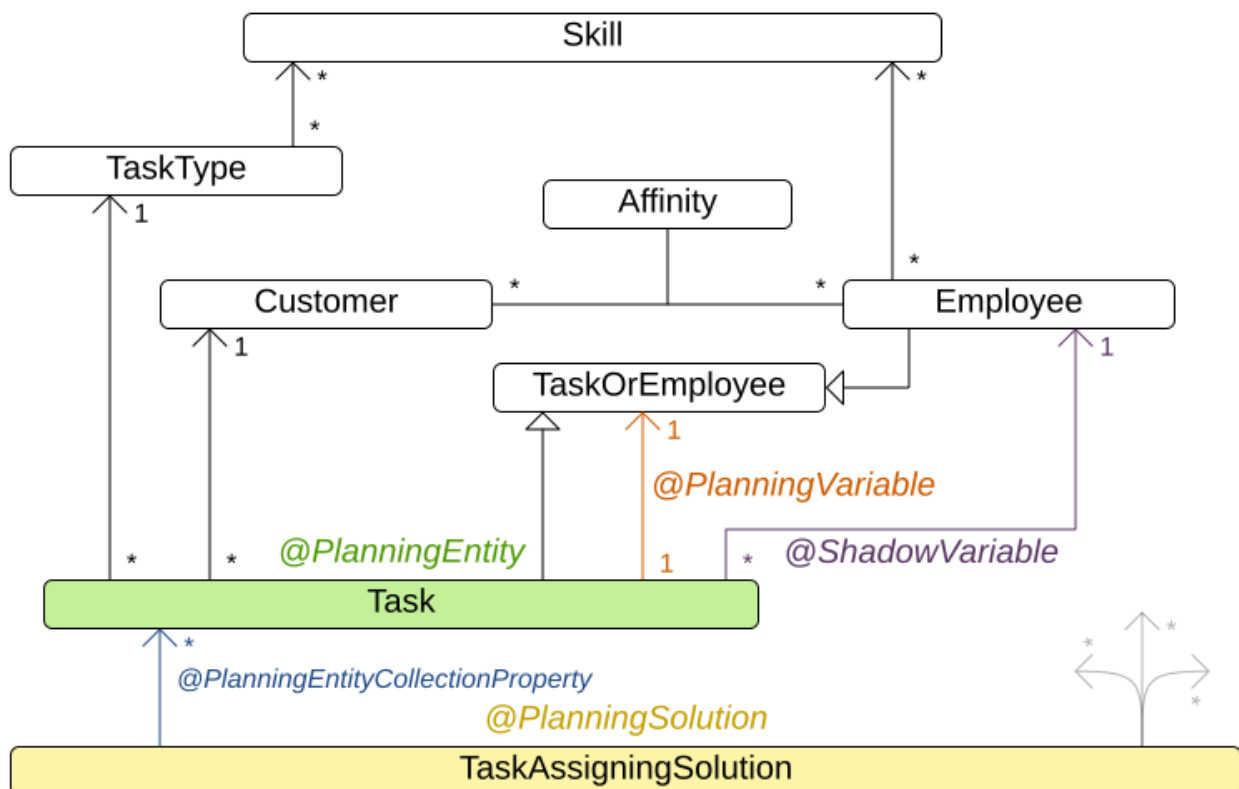 Skill
*
*
*
TaskType
1
Affinity
*
*
*
Customer
Employee
1
1
TaskOrEmployee
1
@PlanningVariable
@PlanningEntity
@ShadowVariable
*
*
1
*
Task
*
@PlanningEntityCollectionProperty
*
*
*
@PlanningSolution
TaskAssigningSolution